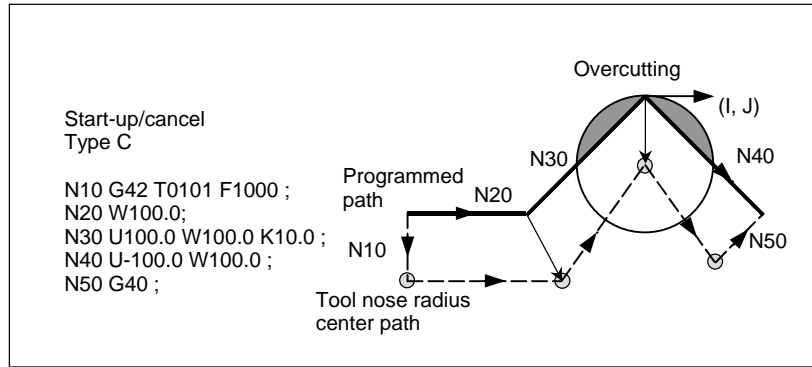 Overcutting
(I, J)
Start-up/cancel
Type C
N10 G42 T0101 F1000 ;
N20 W100.0;
N30 U100.0 W100.0 K10.0 ;
N40 U-100.0 W100.0 ;
N50 G40 ;
Programmed
path
N20
N30
N40
N10
N50
Tool nose radius
center path